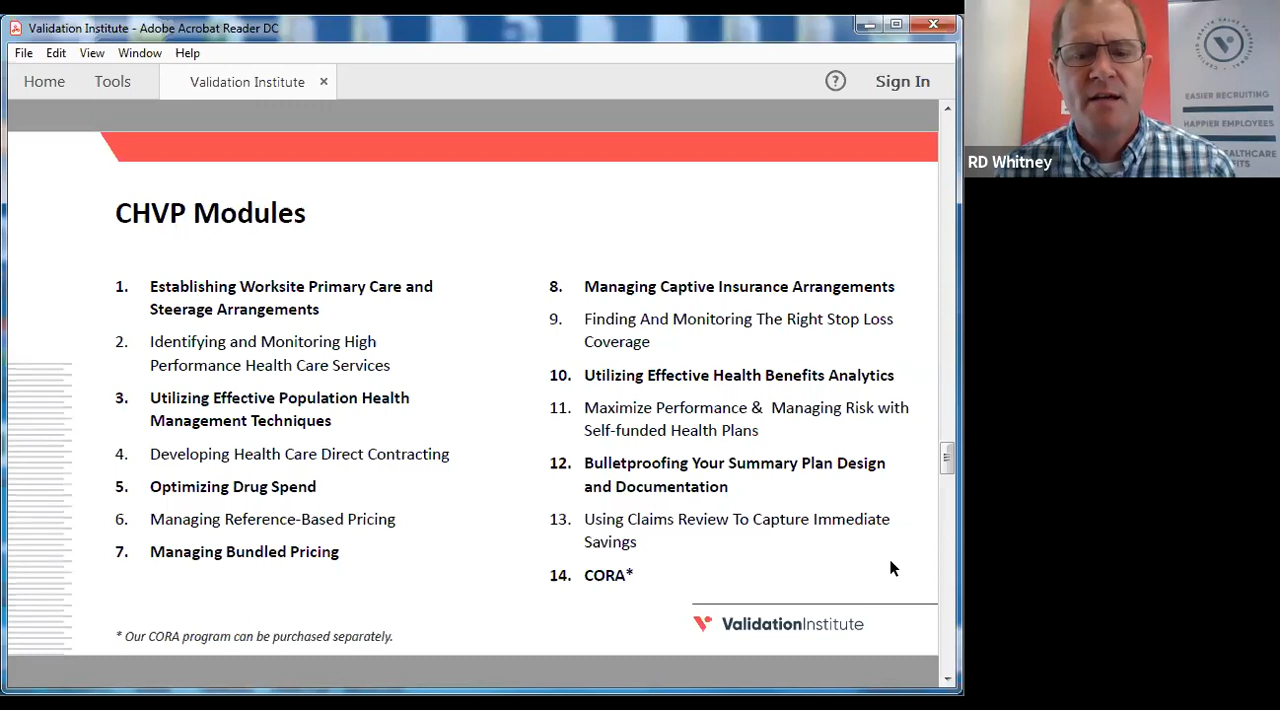 Validation Institute - Adobe Acrobat Reader DC
File Edit View Window Help
Home Tools Validation Institute × ? Sign In
CHVP Modules
1. Establishing Worksite Primary Care and
Steerage Arrangements
2. Identifying and Monitoring High
Performance Health Care Services
3. Utilizing Effective Population Health
Management Techniques
4. Developing Health Care Direct Contracting
5. Optimizing Drug Spend
6. Managing Reference-Based Pricing
7. Managing Bundled Pricing
8. Managing Captive Insurance Arrangements
9. Finding And Monitoring The Right Stop Loss
Coverage
10. Utilizing Effective Health Benefits Analytics
11. Maximize Performance & Managing Risk with
Self-funded Health Plans
12. Bulletproofing Your Summary Plan Design
and Documentation
13. Using Claims Review To Capture Immediate
Savings
14. CORA*
* Our CORA program can be purchased separately.
ValidationInstitute
CERTIFIED HEALTH VALUE PROFESSIONAL
EASIER RECRUITING
HAPPIER EMPLOYEES
RD Whitney